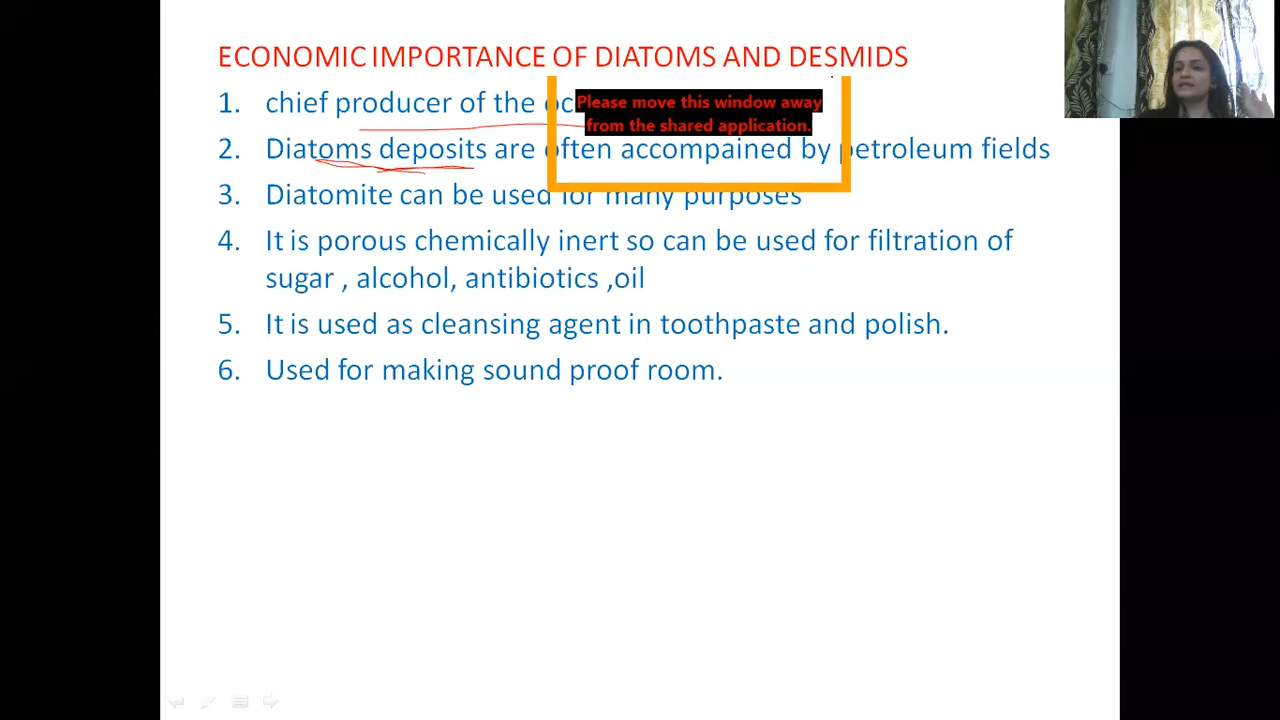 ECONOMIC IMPORTANCE OF DIATOMS AND DESMIDS
1. chief producer of the
Please move this window away
from the shared application.
2. Diatoms deposits are often accompained by petroleum fields
3. Diatomite can be used for many purposes
4. It is porous chemically inert so can be used for filtration of
sugar , alcohol, antibiotics ,oil
5. It is used as cleansing agent in toothpaste and polish.
6. Used for making sound proof room.